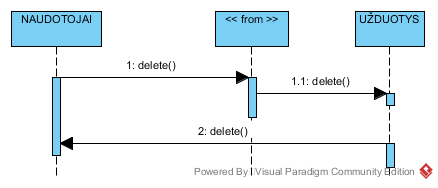 NAUDOTOJAI
<< from >>
UŽDUOTYS
1: delete()
1.1: delete()
2: delete()
Powered By Visual Paradigm Community Edition